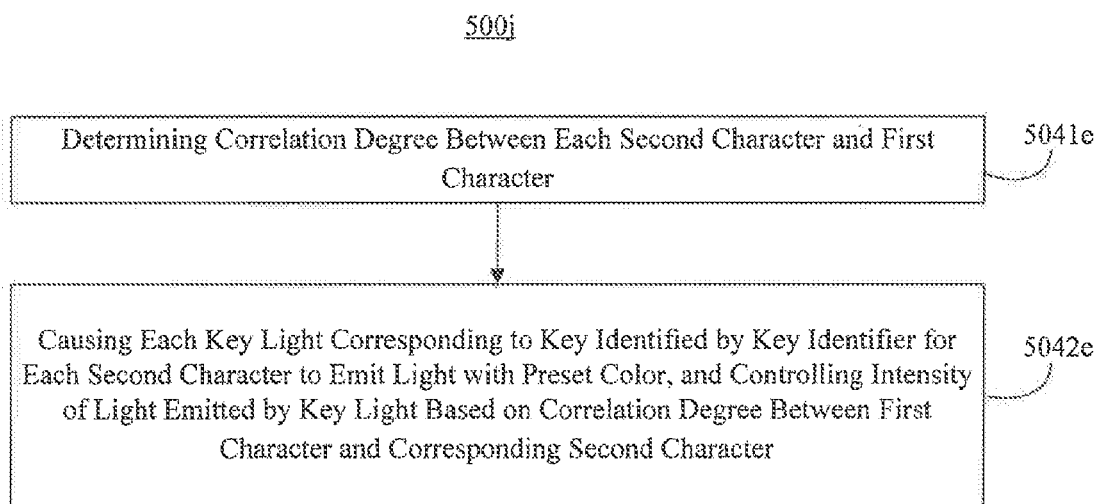 500j
Determining Correlation Degree Between Each Second Character and First
Character
5041e
Causing Each Key Light Corresponding to Key Identified by Key Identifier for
Each Second Character to Emit Light with Preset Color, and Controlling Intensity
of Light Emitted by Key Light Based on Correlation Degree Between First
Character and Corresponding Second Character
5042e